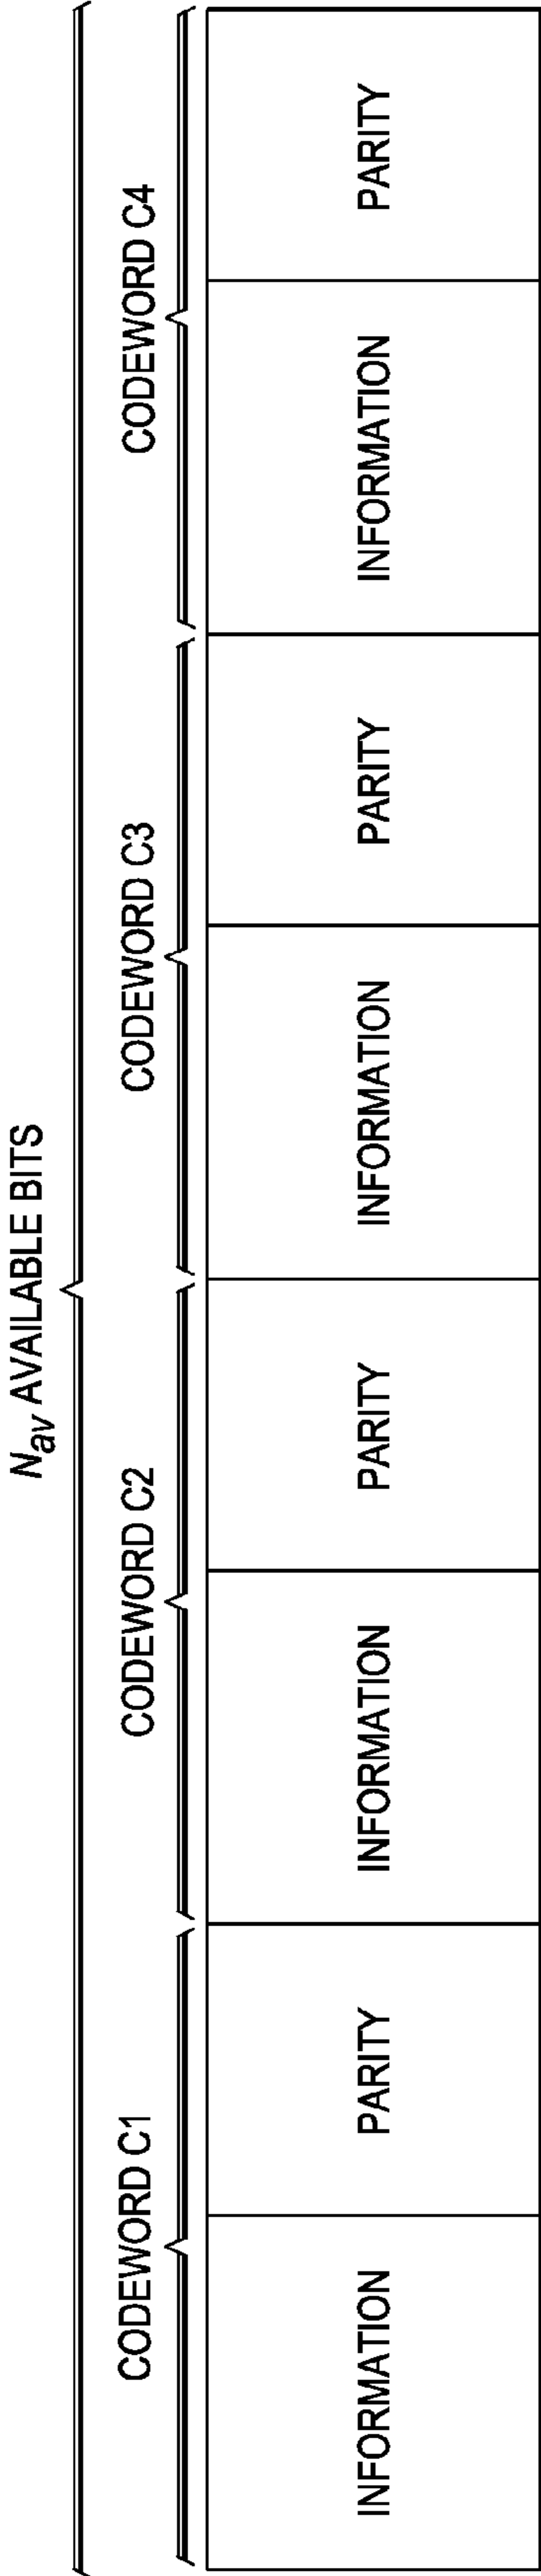 N_av AVAILABLE BITS
CODEWORD C1
CODEWORD C2
CODEWORD C3
CODEWORD C4
INFORMATION
PARITY
INFORMATION
PARITY
INFORMATION
PARITY
INFORMATION
PARITY